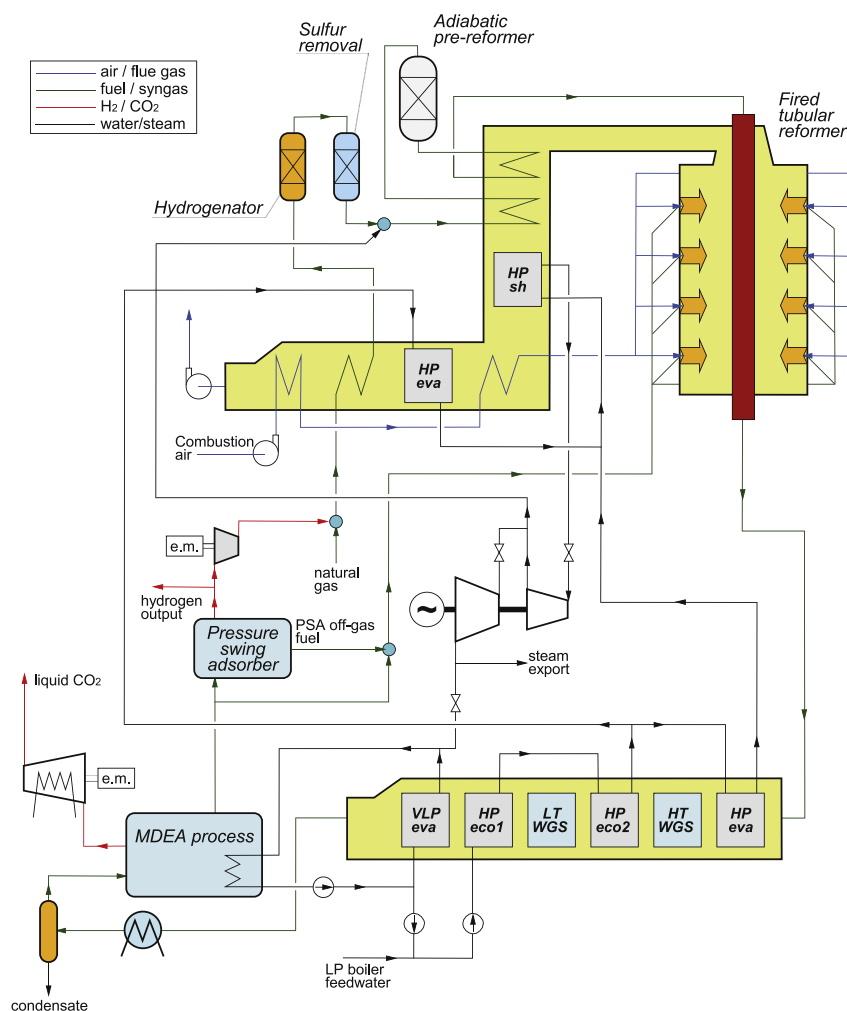 Sulfur
removal
Adiabatic
pre-reformer
air / flue gas
fuel / syngas
H2 / CO2
water/steam
Fired
tubular
reformer
Hydrogenator
HP
sh
HP
eva
Combustion
air
e.m.
natural
gas
hydrogen
output
PSA off-gas
fuel
Pressure
swing
adsorber
~
steam
export
liquid CO2
e.m.
MDEA process
VLP
eva
HP
eco1
LT
WGS
HP
eco2
HT
WGS
HP
eva
LP boiler
feedwater
condensate